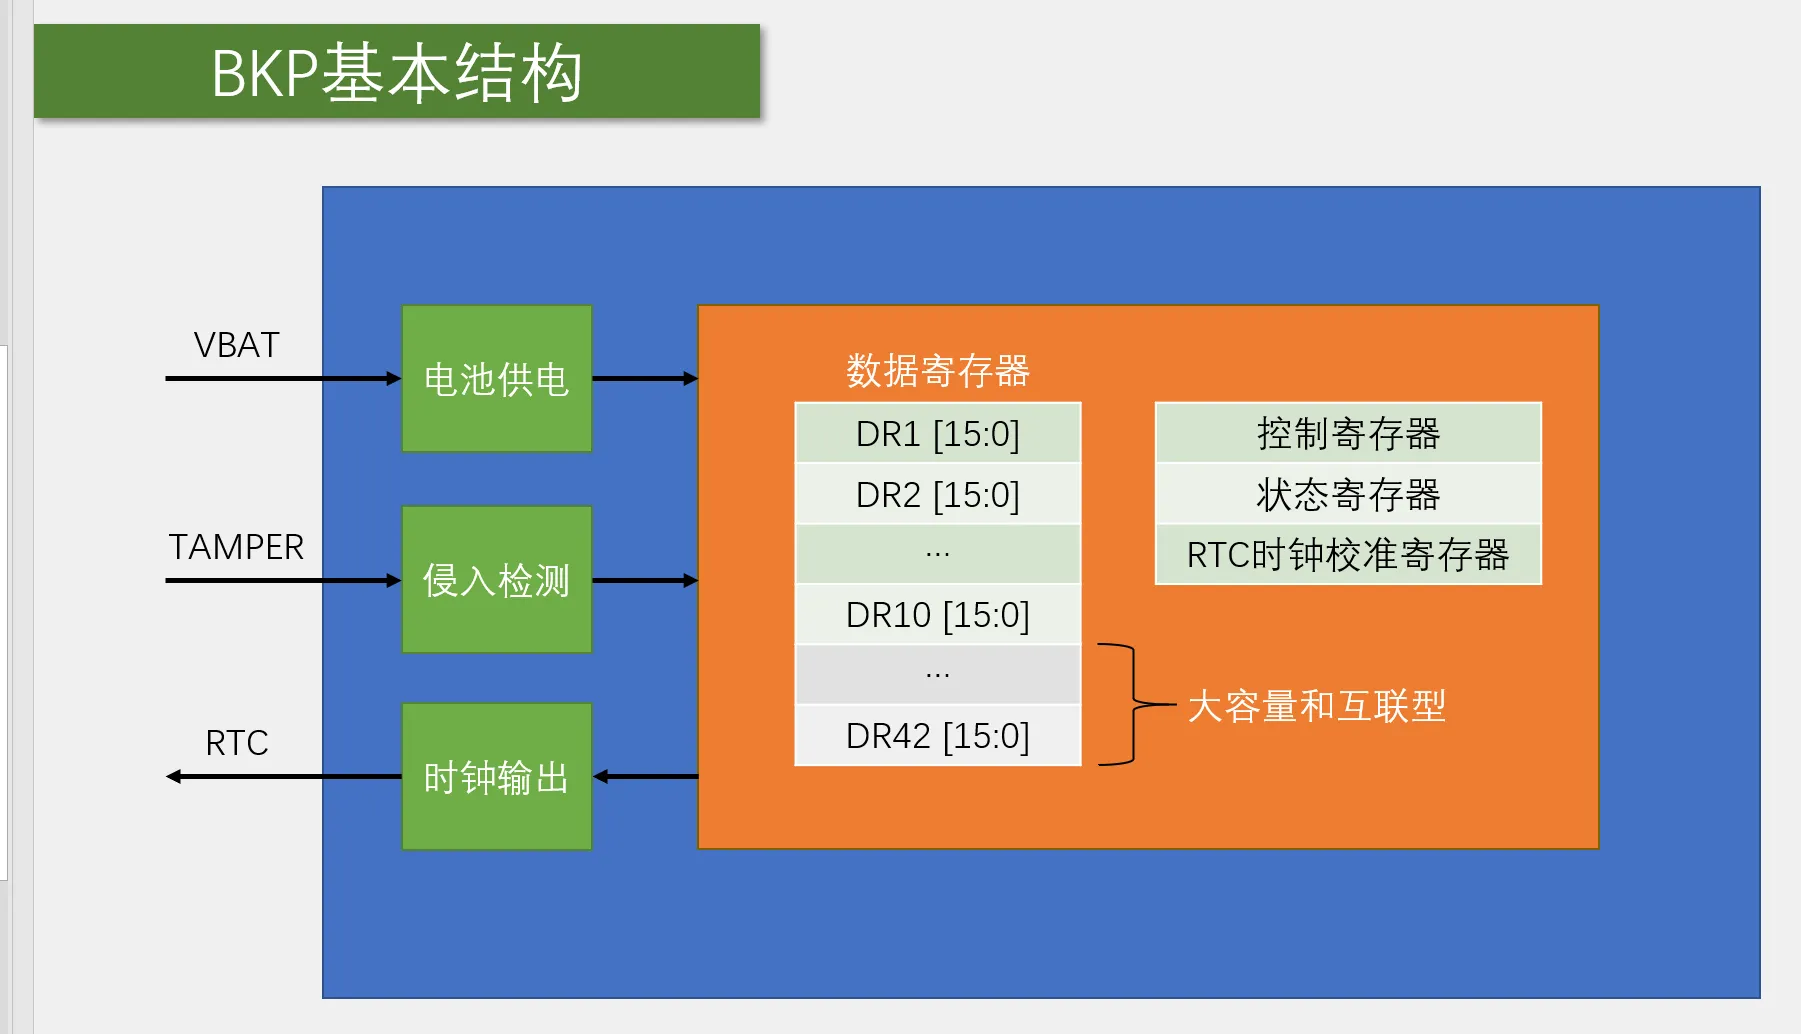 BKP基本结构
VBAT
电池供电
TAMPER
侵入检测
RTC
时钟输出
数据寄存器
DR1 [15:0]
DR2 [15:0]
...
DR10 [15:0]
...
DR42 [15:0]
控制寄存器
状态寄存器
RTC时钟校准寄存器
大容量和互联型